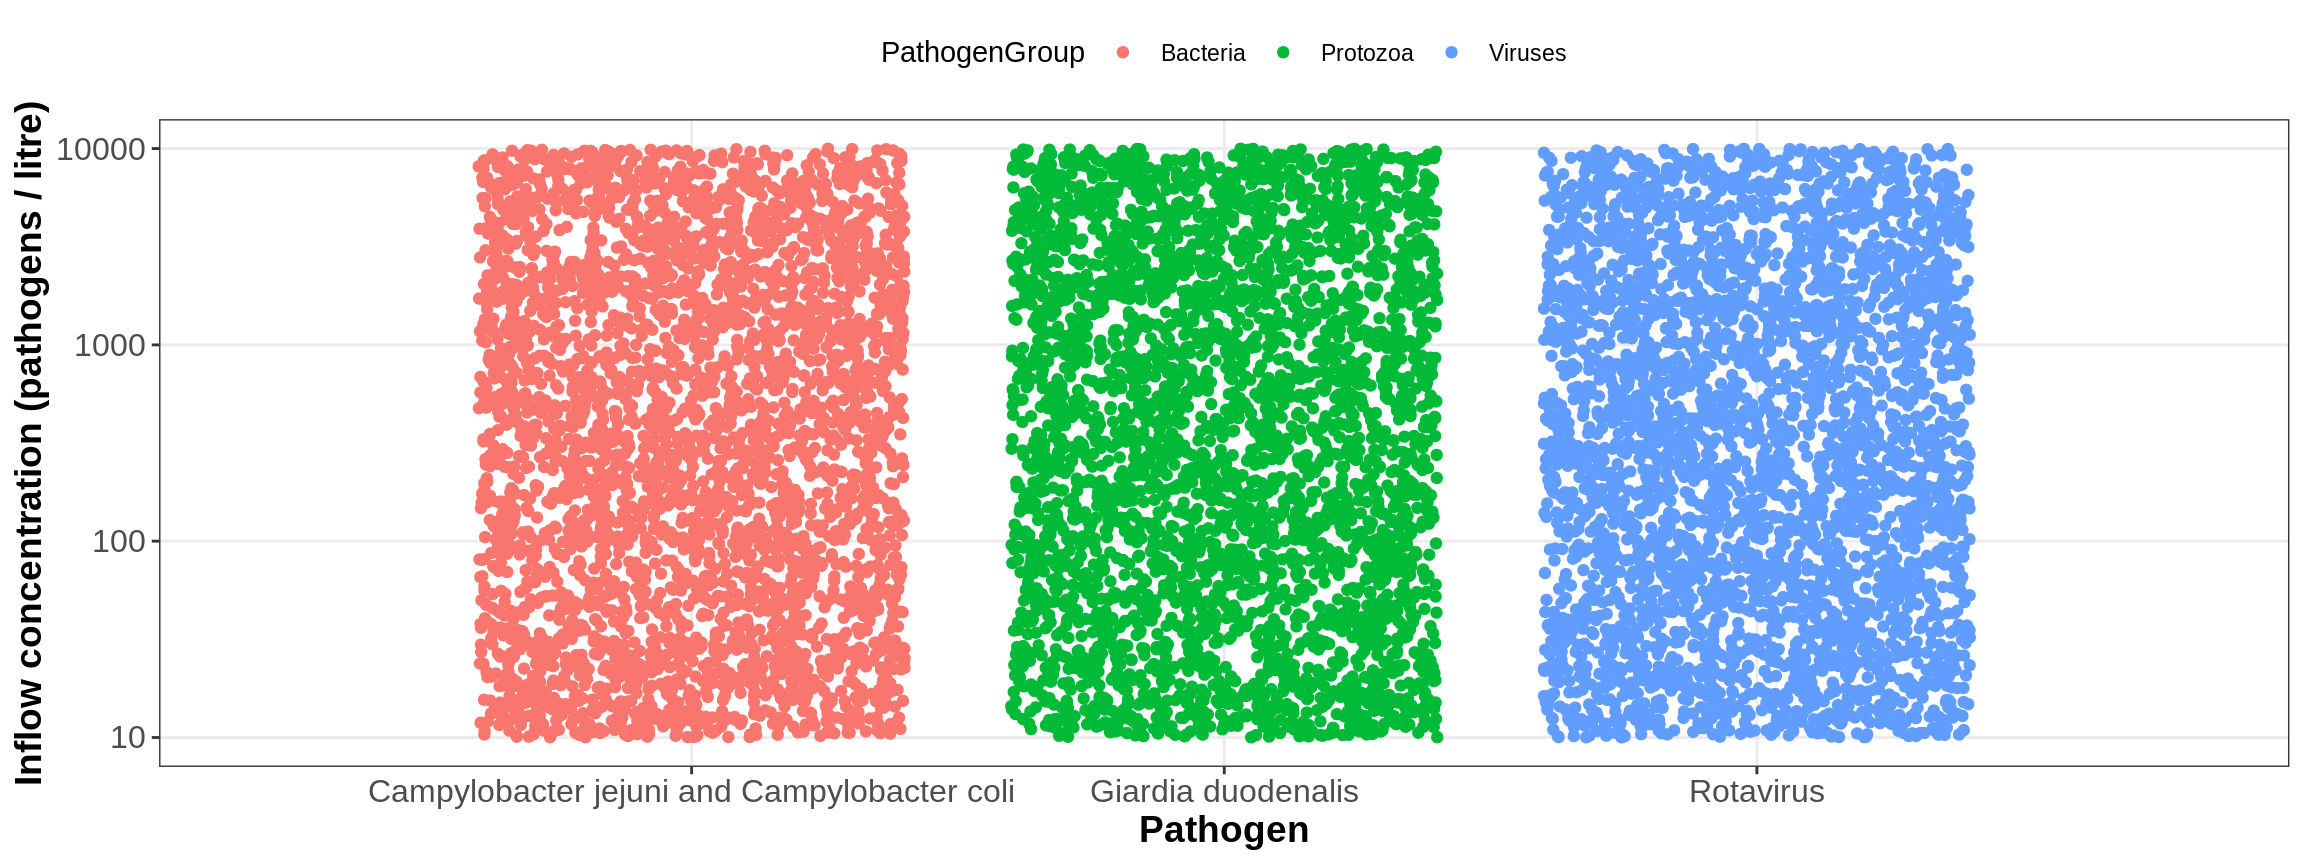 PathogenGroup Bacteria Protozoa Viruses
Inflow concentration (pathogens / litre)
10000
1000
100
10
Campylobacter jejuni and Campylobacter coli Giardia duodenalis Rotavirus
Pathogen